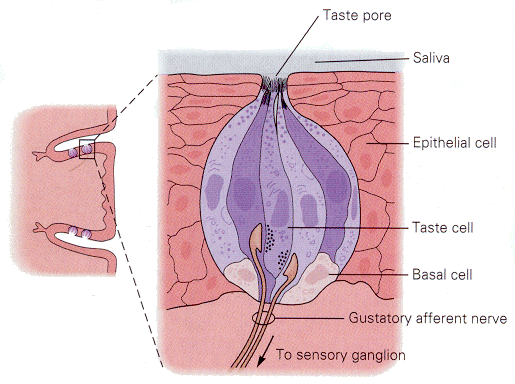 Taste pore
Saliva
Epithelial cell
Taste cell
Basal cell
Gustatory afferent nerve
To sensory ganglion